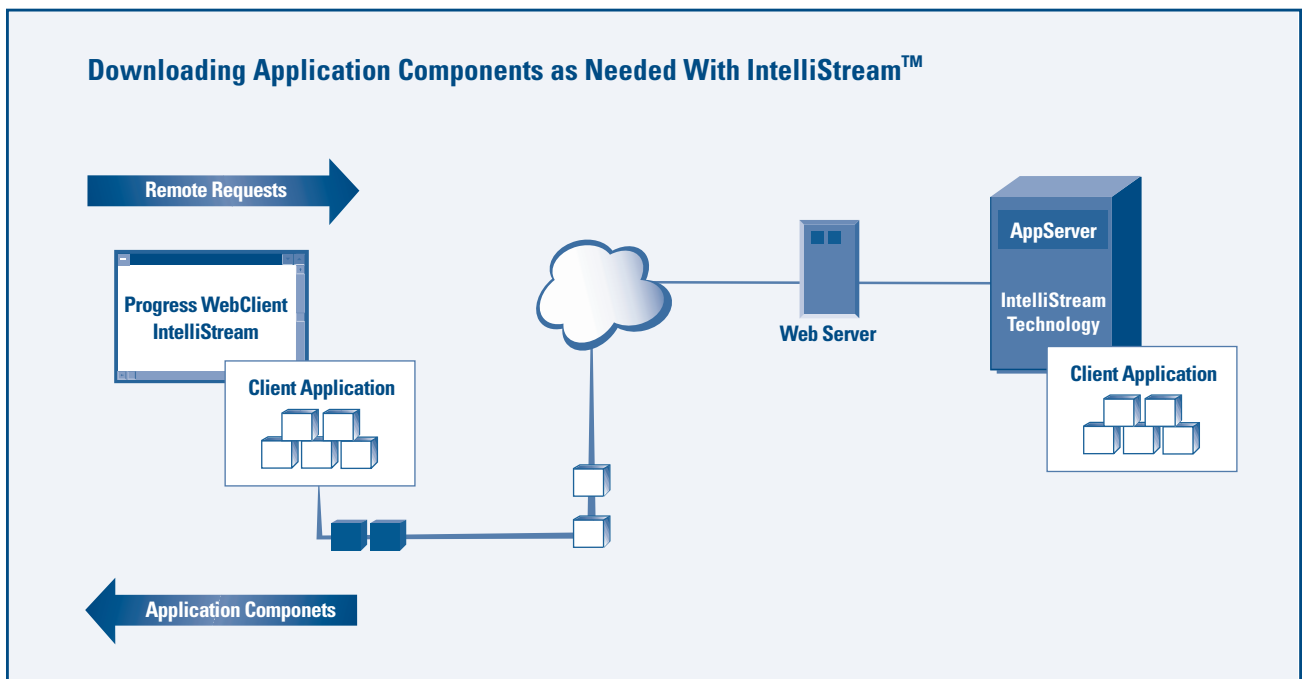 Downloading Application Components as Needed With IntelliStream™
Remote Requests
Progress WebClient
IntelliStream
Client Application
Web Server
AppServer
IntelliStream
Technology
Client Application
Application Componets